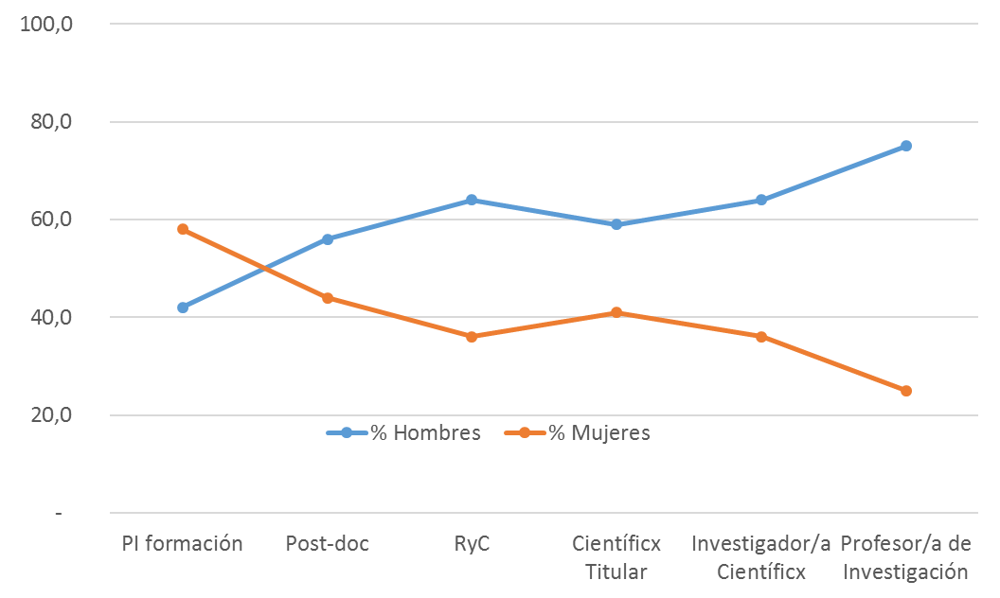 100,0
80,0
60,0
40,0
20,0
% Hombres % Mujeres
-
PI formación Post-doc RyC Científicx Investigador/a Profesor/a de
Titular Científicx Investigación